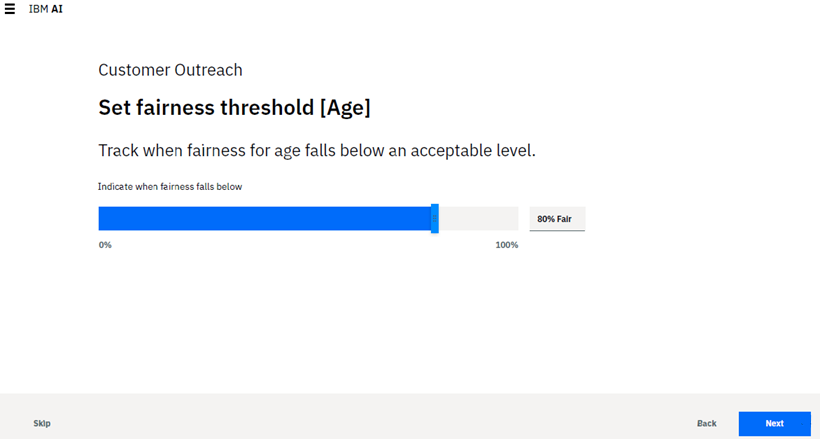 IBM AI
Customer Outreach
Set fairness threshold [Age]
Track when fairness for age falls below an acceptable level.
Indicate when fairness falls below
80% Fair
0% 100%
Skip Back Next